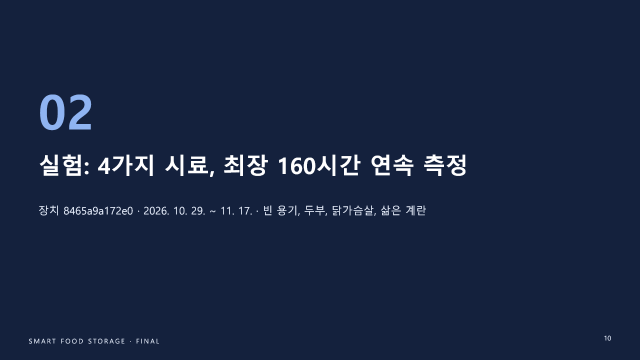 02
실험: 4가지 시료, 최장 160시간 연속 측정
장치 8465a9a172e0 · 2026. 10. 29. ~ 11. 17. · 빈 용기, 두부, 닭가슴살, 삶은 계란
SMART FOOD STORAGE · FINAL
10